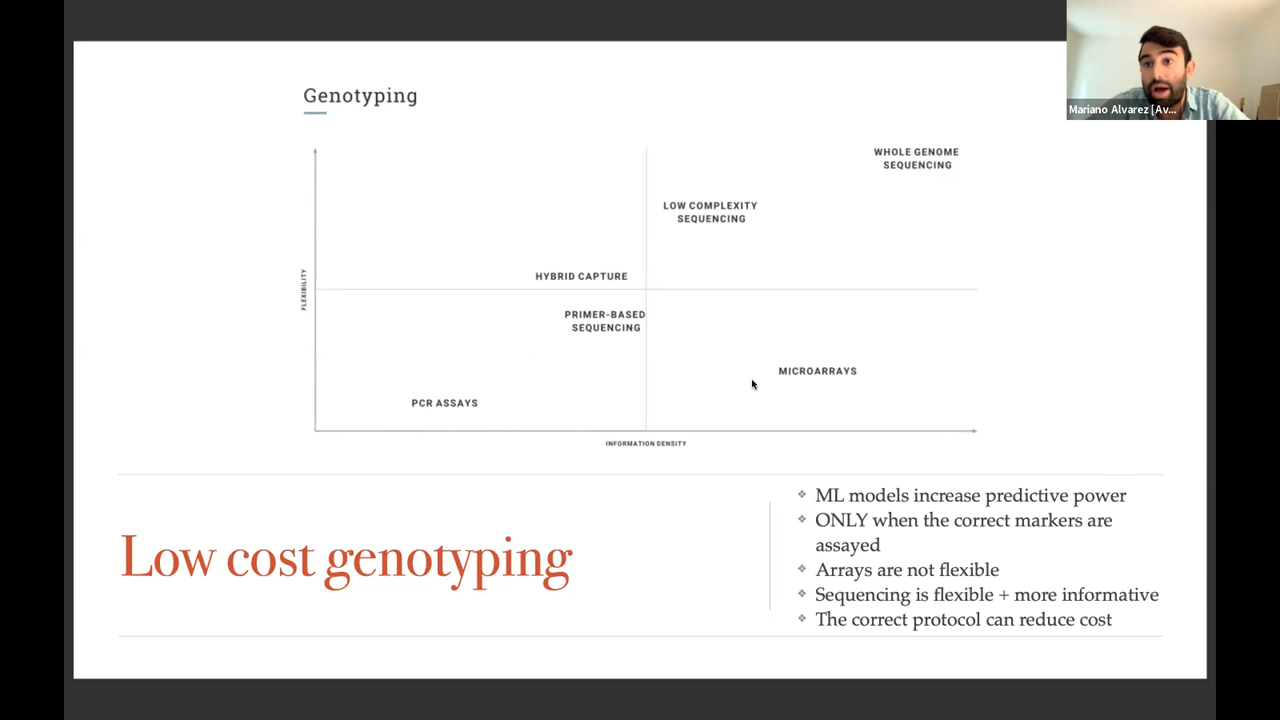 Mariano Alvarez [Av...
Genotyping
WHOLE GENOME
SEQUENCING
LOW COMPLEXITY
SEQUENCING
HYBRID CAPTURE
FLEXIBILITY
PRIMER-BASED
SEQUENCING
MICROARRAYS
PCR ASSAYS
INFORMATION DENSITY
Low cost genotyping
❖ ML models increase predictive power
❖ ONLY when the correct markers are
assayed
❖ Arrays are not flexible
❖ Sequencing is flexible + more informative
❖ The correct protocol can reduce cost